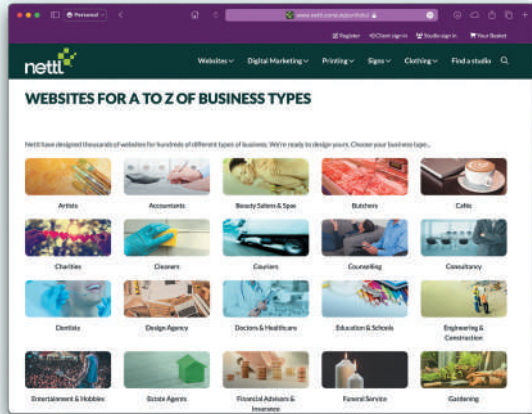 Personal
www.nettl.com/uk/portfolio/
Register Client sign in Studio sign in Your Basket
nettl
Websites Digital Marketing Printing Signs Clothing Find a studio
WEBSITES FOR A TO Z OF BUSINESS TYPES
Nettl have designed thousands of websites for hundreds of different types of business. We're ready to design yours. Choose your business type...
Artists Accountants Beauty Salons & Spas Butchers Cafés
Charities Cleaners Couriers Counselling Consultancy
Dentists Design Agency Doctors & Healthcare Education & Schools Engineering &
Construction
Entertainment & Hobbies Estate Agents Financial Advisors &
Insurance Funeral Service Gardening